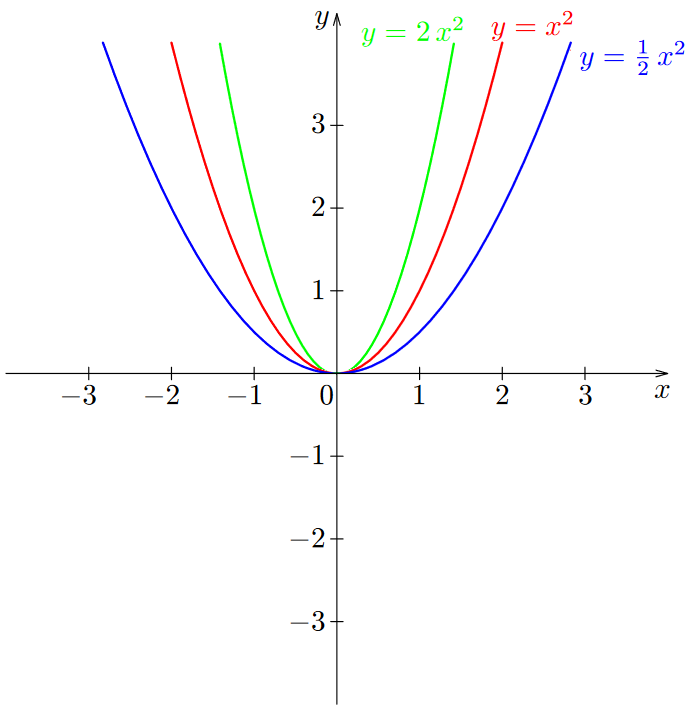 y
y = 2 x²
y = x²
y = ½ x²
3
2
1
−3
−2
−1
0
1
2
3
x
−1
−2
−3